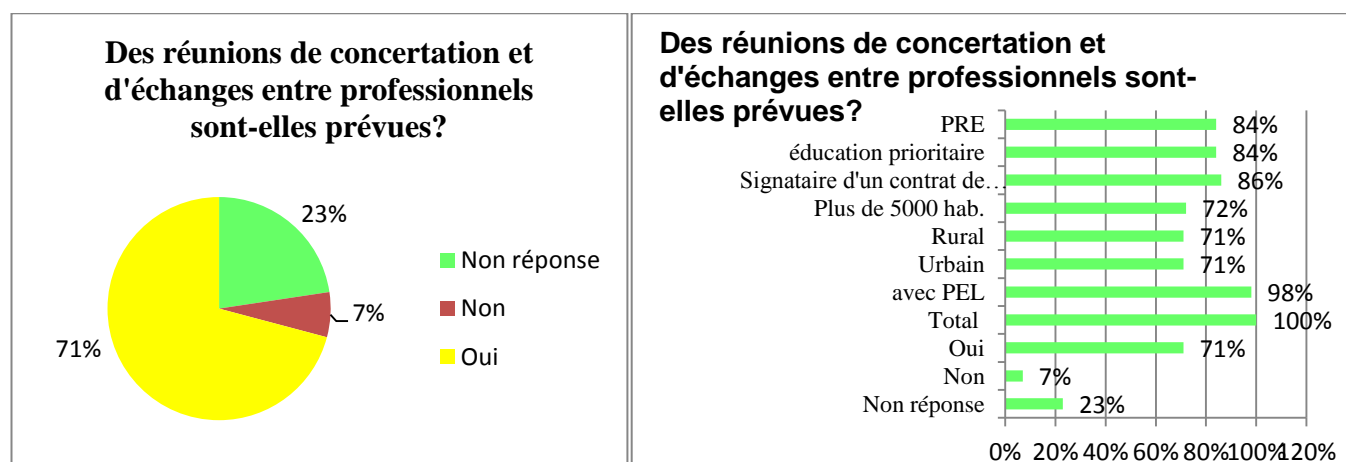 Des réunions de concertation et
d'échanges entre professionnels
sont-elles prévues?
23%
7%
71%
Non réponse
Non
Oui
Des réunions de concertation et
d'échanges entre professionnels sont-
elles prévues?
PRE 84%
éducation prioritaire 84%
Signataire d'un contrat de… 86%
Plus de 5000 hab. 72%
Rural 71%
Urbain 71%
avec PEL 98%
Total 100%
Oui 71%
Non 7%
Non réponse 23%
0% 20% 40% 60% 80% 100% 120%